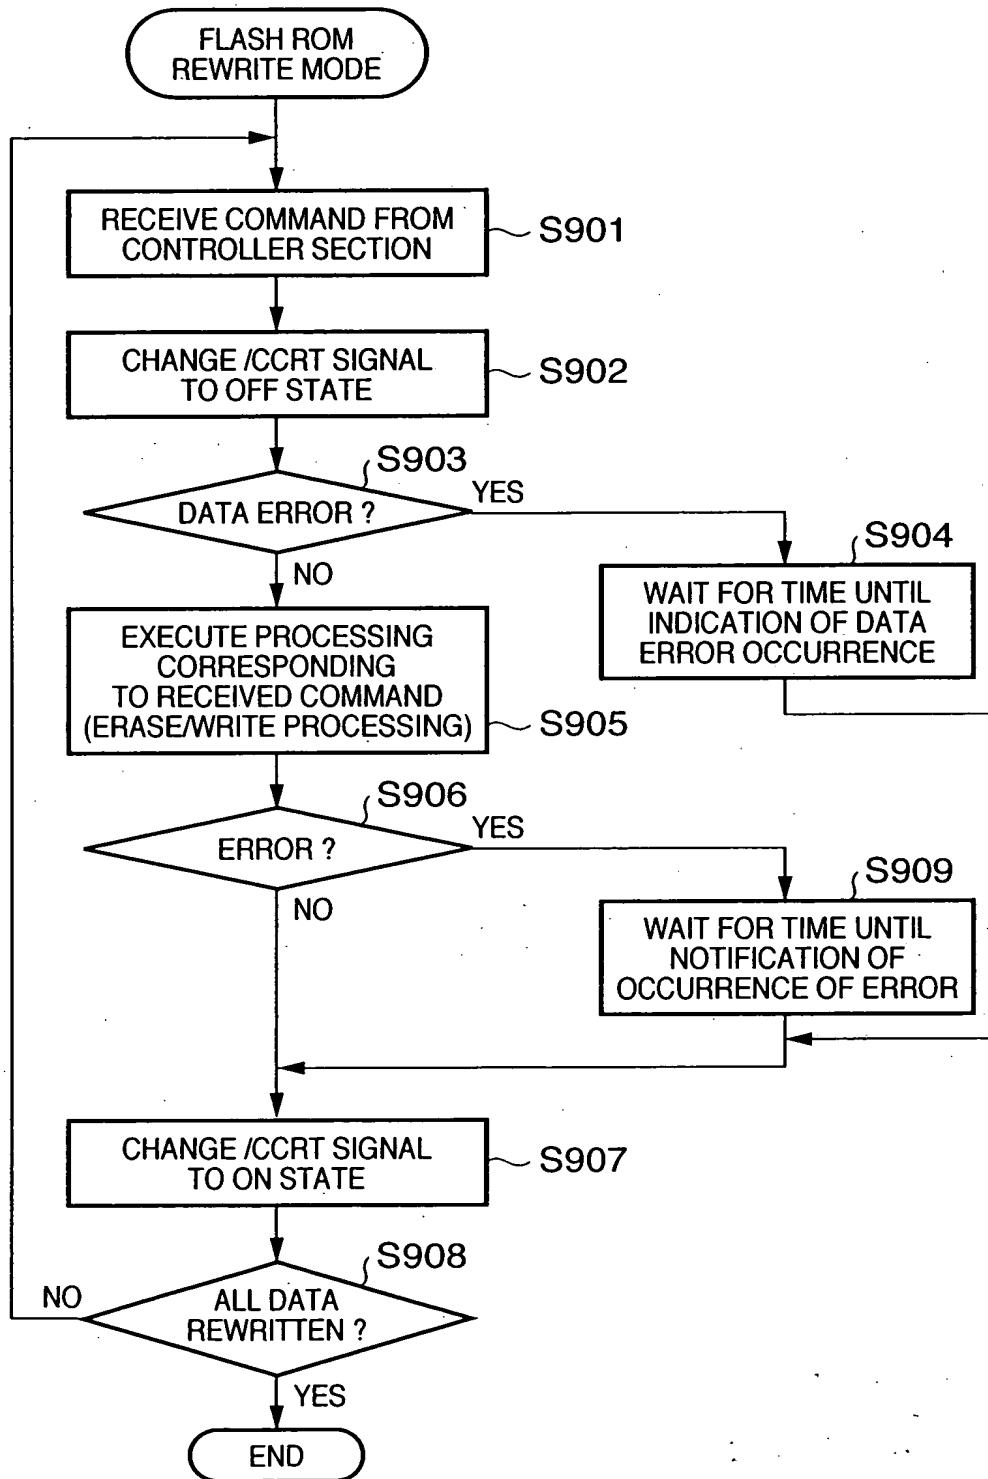 FLASH ROM
REWRITE MODE
RECEIVE COMMAND FROM
CONTROLLER SECTION
S901
CHANGE /CCRT SIGNAL
TO OFF STATE
S902
S903
DATA ERROR ?
YES
NO
S904
WAIT FOR TIME UNTIL
INDICATION OF DATA
ERROR OCCURRENCE
EXECUTE PROCESSING
CORRESPONDING
TO RECEIVED COMMAND
(ERASE/WRITE PROCESSING)
S905
S906
ERROR ?
YES
NO
S909
WAIT FOR TIME UNTIL
NOTIFICATION OF
OCCURRENCE OF ERROR
CHANGE /CCRT SIGNAL
TO ON STATE
S907
S908
NO
ALL DATA
REWRITTEN ?
YES
END